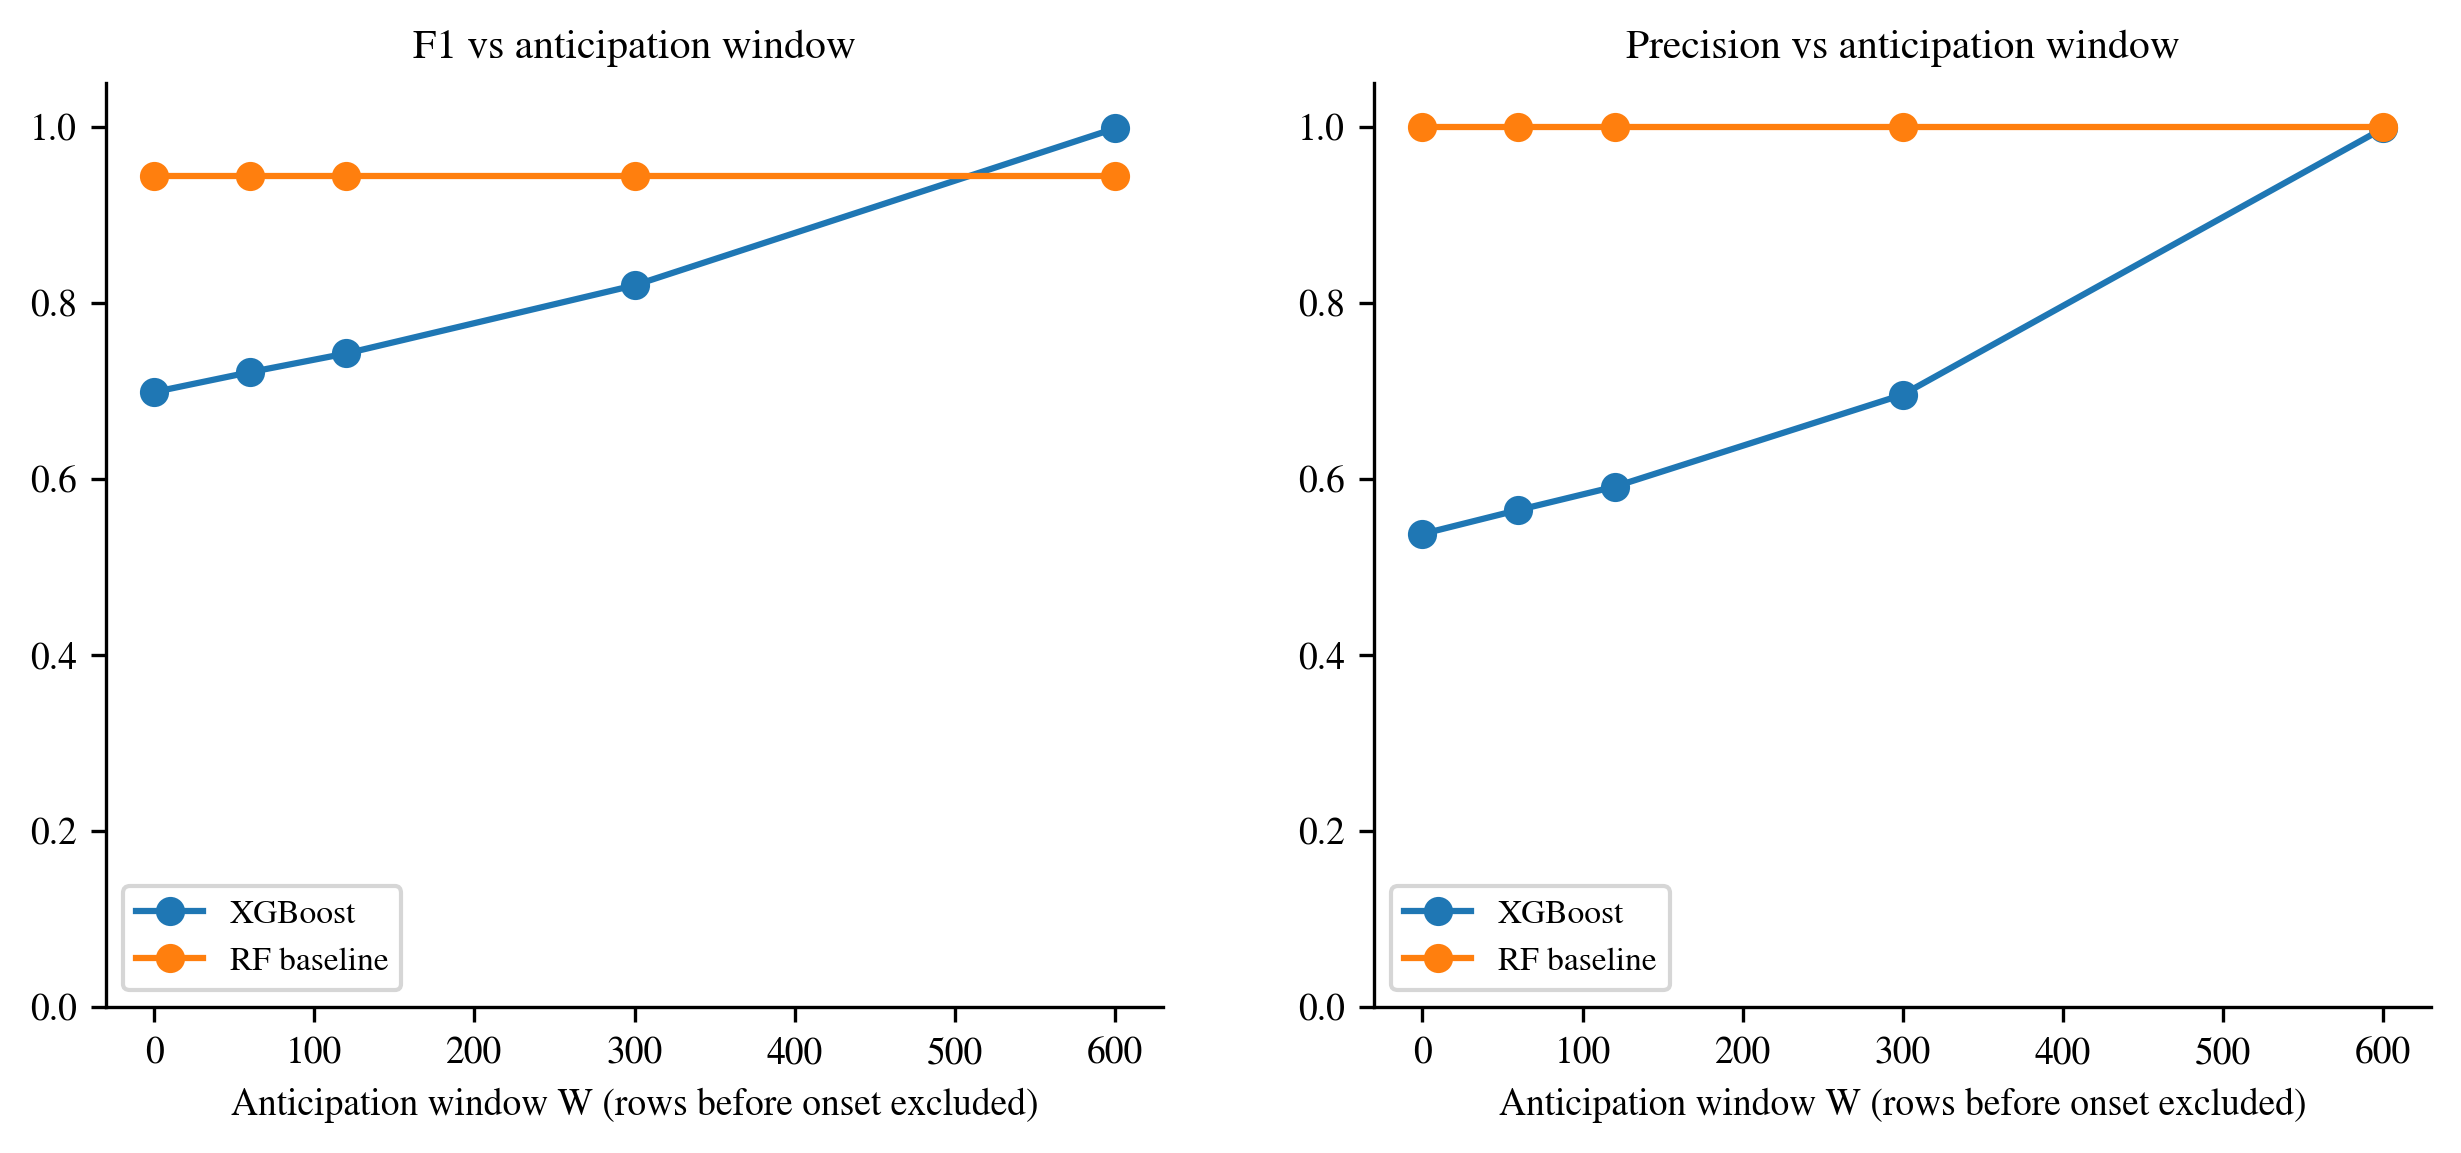 F1 vs anticipation window
1.0
0.8
0.6
0.4
0.2
0.0
XGBoost
RF baseline
0 100 200 300 400 500 600
Anticipation window W (rows before onset excluded)
Precision vs anticipation window
1.0
0.8
0.6
0.4
0.2
0.0
XGBoost
RF baseline
0 100 200 300 400 500 600
Anticipation window W (rows before onset excluded)